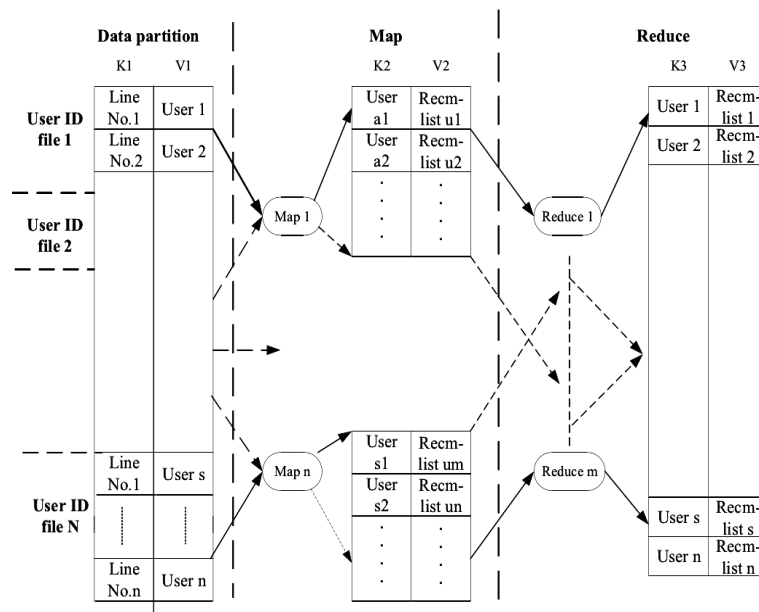 Data partition
Map
Reduce
K1
V1
K2
V2
K3
V3
User ID
file 1
User ID
file 2
User ID
file N
Line
No.1
User 1
Line
No.2
User 2
Line
No.1
User s
Line
No.n
User n
Map 1
Map n
User
a1
Recm-
list u1
User
a2
Recm-
list u2
User
s1
Recm-
list um
User
s2
Recm-
list un
Reduce 1
Reduce m
User 1
Recm-
list 1
User 2
Recm-
list 2
User s
Recm-
list s
User n
Recm-
list n